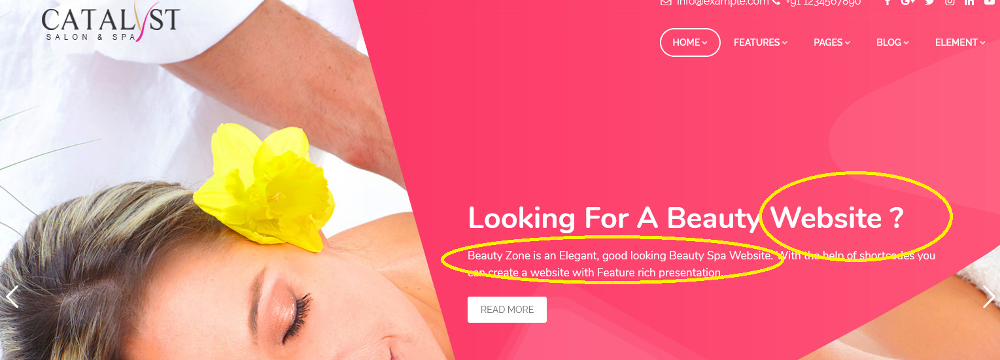 CATALYST
SALON & SPA
info@example.com +91 1234567890
HOME FEATURES PAGES BLOG ELEMENT
Looking For A Beauty Website ?
Beauty Zone is an Elegant, good looking Beauty Spa Website. With the help of shortcodes you
can create a website with Feature rich presentation.
READ MORE